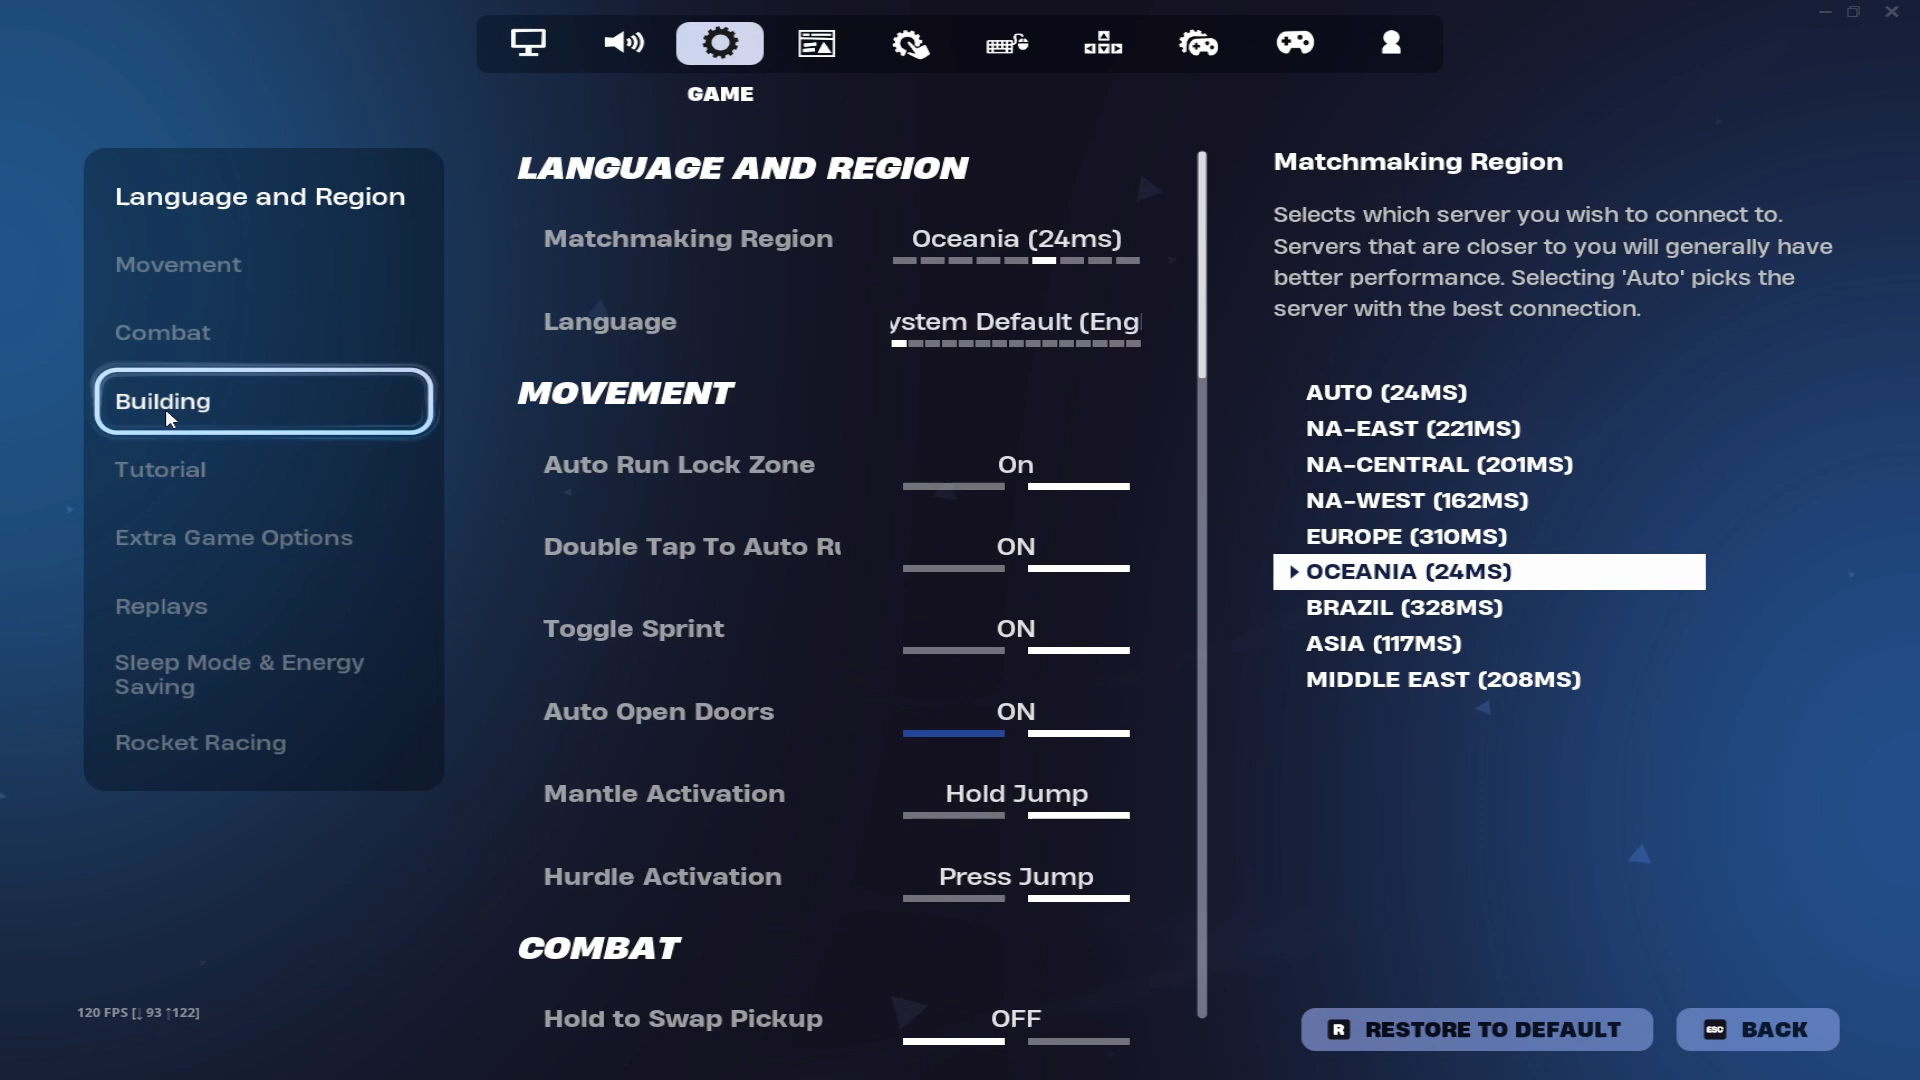 GAME
Language and Region
Movement
Combat
Building
Tutorial
Extra Game Options
Replays
Sleep Mode & Energy
Saving
Rocket Racing
LANGUAGE AND REGION
Matchmaking Region
Oceania (24ms)
Language
ystem Default (Engl
MOVEMENT
Auto Run Lock Zone
On
Double Tap To Auto Ru
ON
Toggle Sprint
ON
Auto Open Doors
ON
Mantle Activation
Hold Jump
Hurdle Activation
Press Jump
COMBAT
Hold to Swap Pickup
OFF
Matchmaking Region
Selects which server you wish to connect to.
Servers that are closer to you will generally have
better performance. Selecting 'Auto' picks the
server with the best connection.
AUTO (24MS)
NA-EAST (221MS)
NA-CENTRAL (201MS)
NA-WEST (162MS)
EUROPE (310MS)
OCEANIA (24MS)
BRAZIL (328MS)
ASIA (117MS)
MIDDLE EAST (208MS)
120 FPS [↓ 93 ↑122]
R RESTORE TO DEFAULT
ESC BACK